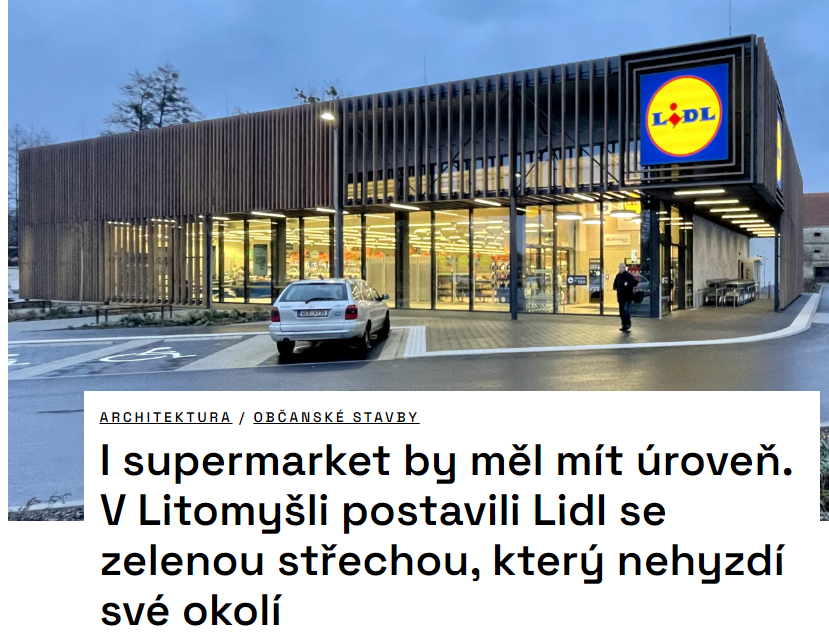 LIDL
ARCHITEKTURA / OBČANSKÉ STAVBY
I supermarket by měl mít úroveň.
V Litomyšli postavili Lidl se
zelenou střechou, který nehyzdí
své okolí